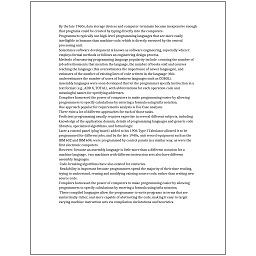 By the late 1960s, data storage devices and computer terminals became inexpensive enough
that programs could be created by typing directly into the computers.
Programmers typically use high-level programming languages that are more easily
intelligible to humans than machine code, which is directly executed by the central
processing unit.
Sometimes software development is known as software engineering, especially when it
employs formal methods or follows an engineering design process.
Methods of measuring programming language popularity include: counting the number of
job advertisements that mention the language, the number of books sold and courses
teaching the language (this overestimates the importance of newer languages), and
estimates of the number of existing lines of code written in the language (this
underestimates the number of users of business languages such as COBOL).
Assembly languages were soon developed that let the programmer specify instruction in a
text format (e.g., ADD X, TOTAL), with abbreviations for each operation code and
meaningful names for specifying addresses.
Compilers harnessed the power of computers to make programming easier by allowing
programmers to specify calculations by entering a formula using infix notation.
One approach popular for requirements analysis is Use Case analysis.
There exist a lot of different approaches for each of those tasks.
Proficient programming usually requires expertise in several different subjects, including
knowledge of the application domain, details of programming languages and generic code
libraries, specialized algorithms, and formal logic.
Later a control panel (plug board) added to his 1906 Type I Tabulator allowed it to be
programmed for different jobs, and by the late 1940s, unit record equipment such as the
IBM 602 and IBM 604, were programmed by control panels in a similar way, as were the
first electronic computers.
However, because an assembly language is little more than a different notation for a
machine language, two machines with different instruction sets also have different
assembly languages.
Code-breaking algorithms have also existed for centuries.
Readability is important because programmers spend the majority of their time reading,
trying to understand, reusing and modifying existing source code, rather than writing new
source code.
Compilers harnessed the power of computers to make programming easier by allowing
programmers to specify calculations by entering a formula using infix notation.
These compiled languages allow the programmer to write programs in terms that are
syntactically richer, and more capable of abstracting the code, making it easy to target
varying machine instruction sets via compilation declarations and heuristics.